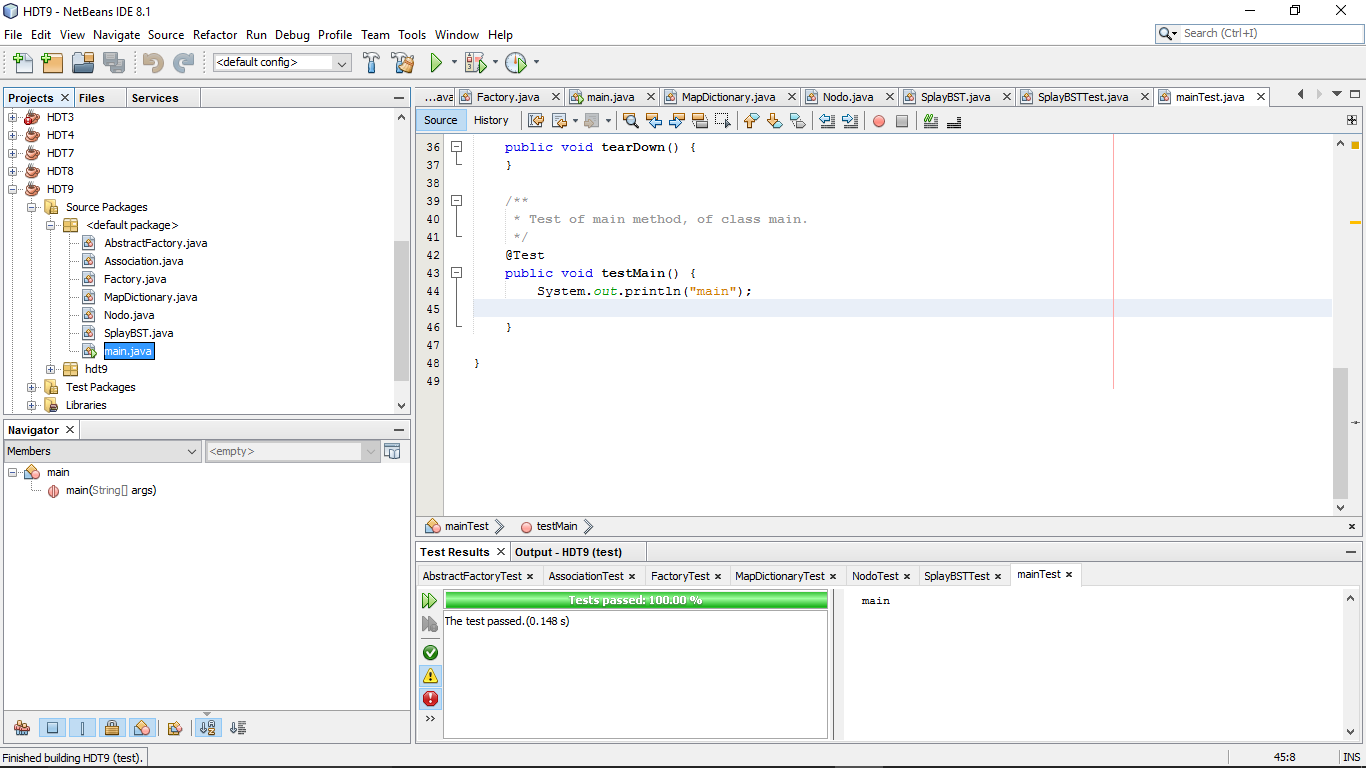 HDT9 - NetBeans IDE 8.1
File Edit View Navigate Source Refactor Run Debug Profile Team Tools Window Help
Search (Ctrl+I)
<default config>
Projects Files Services
HDT3
HDT4
HDT7
HDT8
HDT9
Source Packages
<default package>
AbstractFactory.java
Association.java
Factory.java
MapDictionary.java
Nodo.java
SplayBST.java
main.java
hdt9
Test Packages
Libraries
Navigator
Members <empty>
main
main(String[] args)
...ava Factory.java main.java MapDictionary.java Nodo.java SplayBST.java SplayBSTTest.java mainTest.java
Source History
36 public void tearDown() {
37 }
38
39 /**
40 * Test of main method, of class main.
41 */
42 @Test
43 public void testMain() {
44 System.out.println("main");
45
46 }
47
48 }
49
mainTest testMain
Test Results Output - HDT9 (test)
AbstractFactoryTest AssociationTest FactoryTest MapDictionaryTest NodoTest SplayBSTTest mainTest
Tests passed: 100.00 %
The test passed.(0.148 s)
main
Finished building HDT9 (test).
45:8 INS